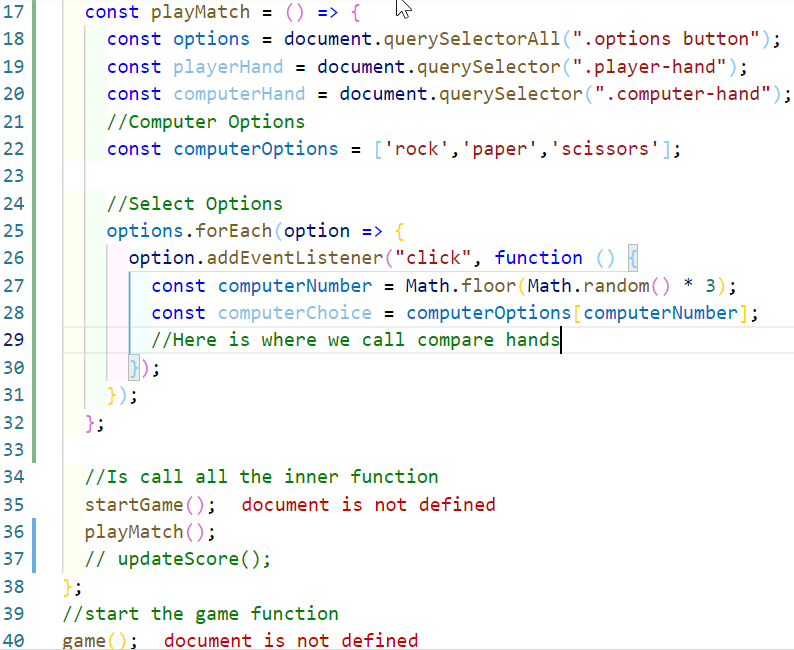 17 const playMatch = () => {
18 const options = document.querySelectorAll(".options button");
19 const playerHand = document.querySelector(".player-hand");
20 const computerHand = document.querySelector(".computer-hand");
21 //Computer Options
22 const computerOptions = ['rock','paper','scissors'];
23
24 //Select Options
25 options.forEach(option => {
26 option.addEventListener("click", function () {
27 const computerNumber = Math.floor(Math.random() * 3);
28 const computerChoice = computerOptions[computerNumber];
29 //Here is where we call compare hands
30 });
31 });
32 };
33
34 //Is call all the inner function
35 startGame(); document is not defined
36 playMatch();
37 // updateScore();
38 };
39 //start the game function
40 game(); document is not defined